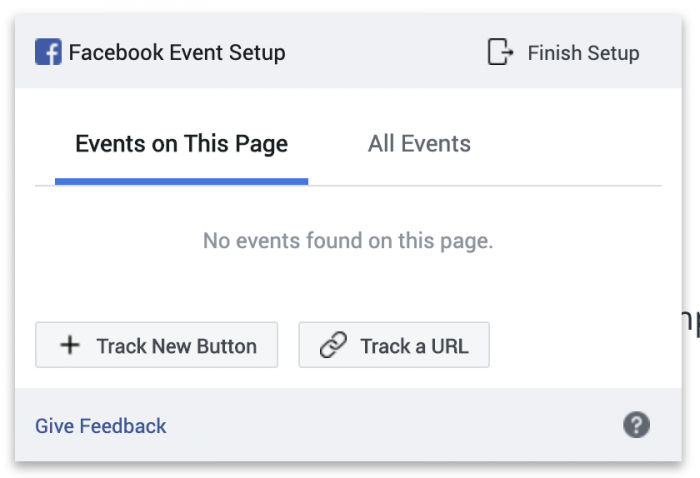 Facebook Event Setup
Finish Setup
Events on This Page
All Events
No events found on this page.
Track New Button
Track a URL
Give Feedback